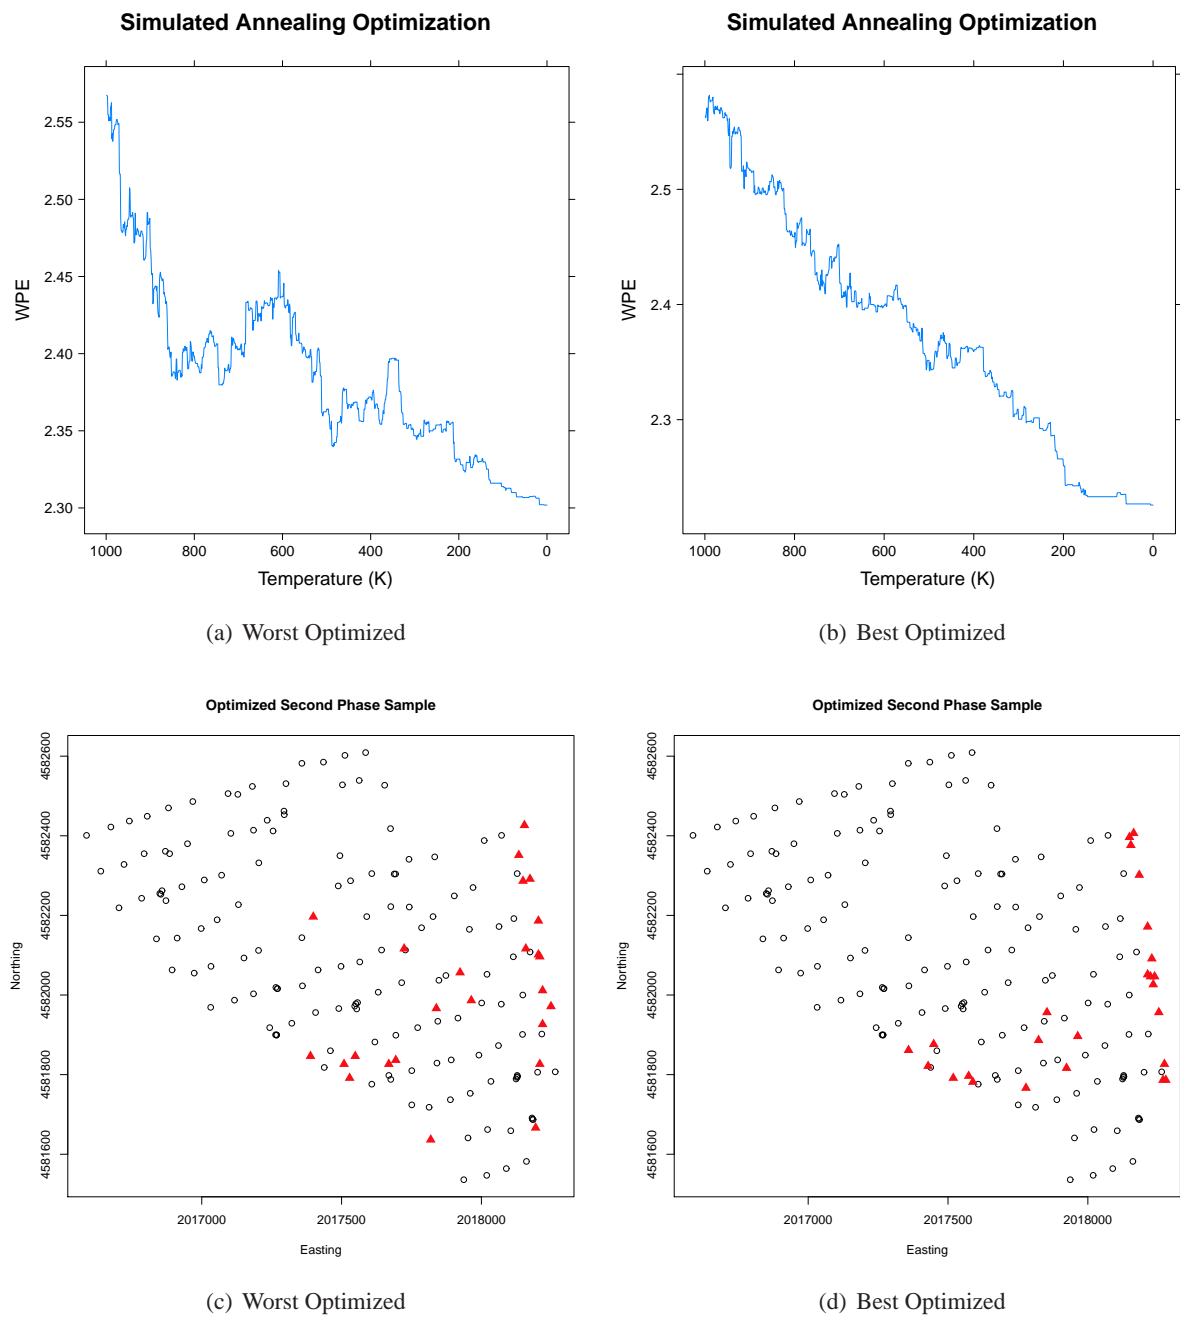 Simulated Annealing Optimization
2.55
2.50
2.45
2.40
2.35
2.30
WPE
1000 800 600 400 200 0
Temperature (K)
(a) Worst Optimized
Simulated Annealing Optimization
2.5
2.4
2.3
WPE
1000 800 600 400 200 0
Temperature (K)
(b) Best Optimized
Optimized Second Phase Sample
4582600
4582400
4582200
4582000
4581800
4581600
Northing
2017000 2017500 2018000
Easting
(c) Worst Optimized
Optimized Second Phase Sample
4582600
4582400
4582200
4582000
4581800
4581600
Northing
2017000 2017500 2018000
Easting
(d) Best Optimized